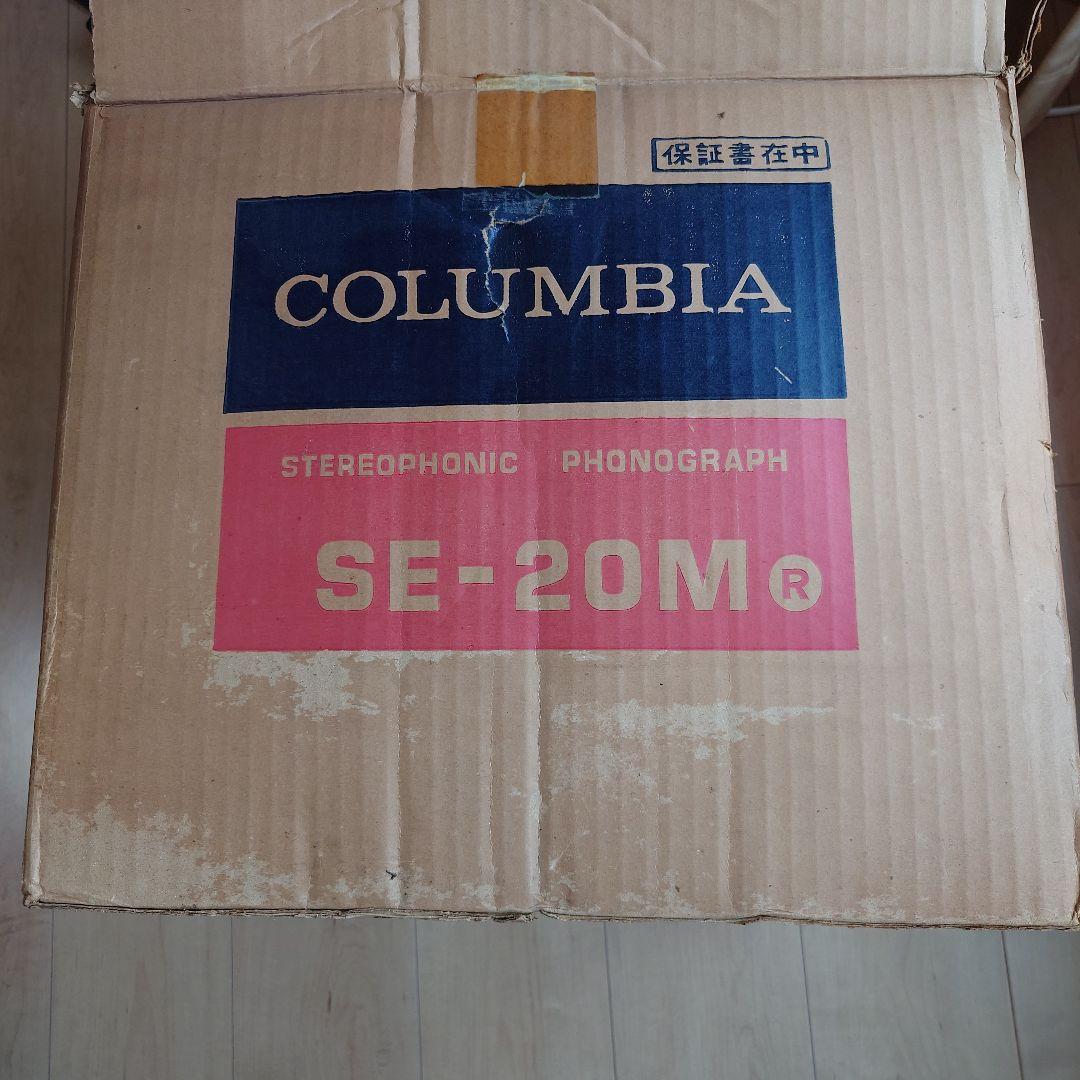 保証書在中
COLUMBIA
STEREOPHONIC PHONOGRAPH
SE-20M Ⓡ